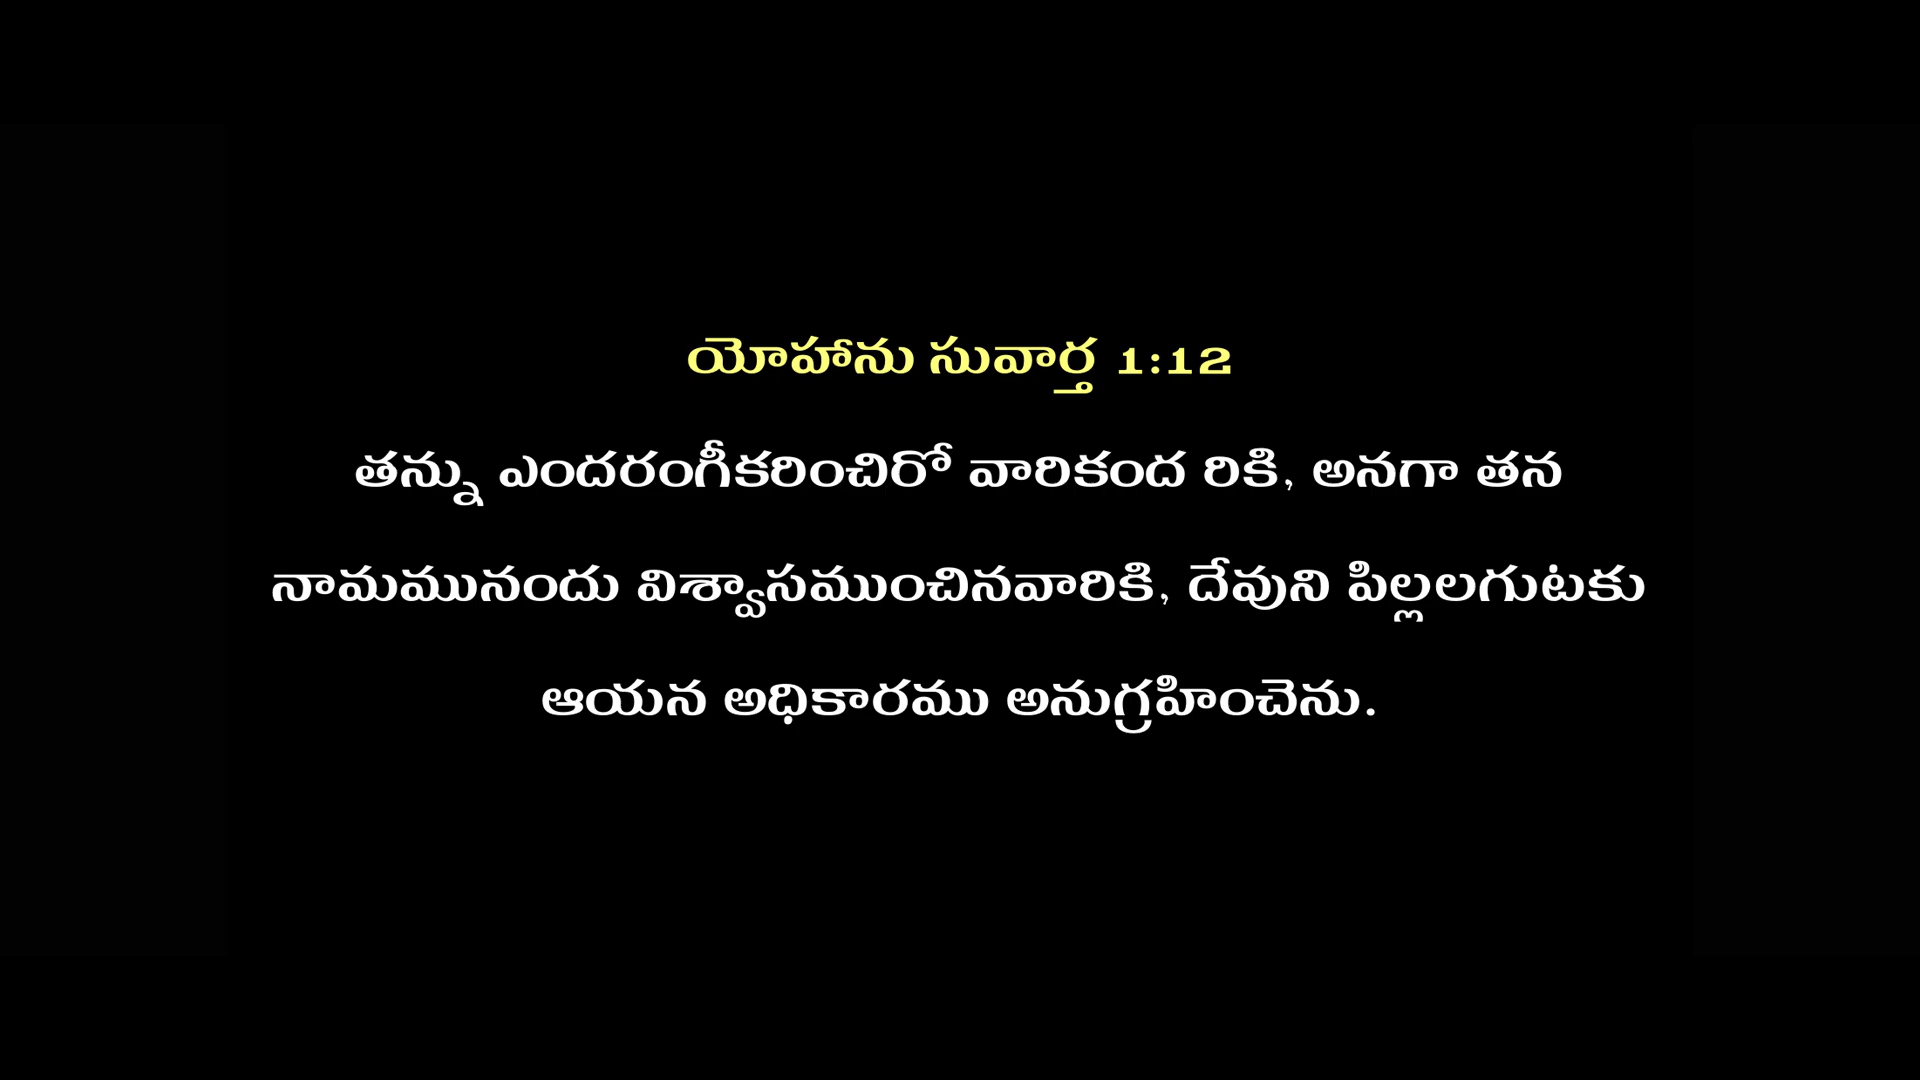 యోహాను సువార్త 1:12
తన్ను ఎందరంగీకరించిరో వారికంద రికి, అనగా తన
నామమునందు విశ్వాసముంచినవారికి, దేవుని పిల్లలగుటకు
ఆయన అధికారము అనుగ్రహించెను.